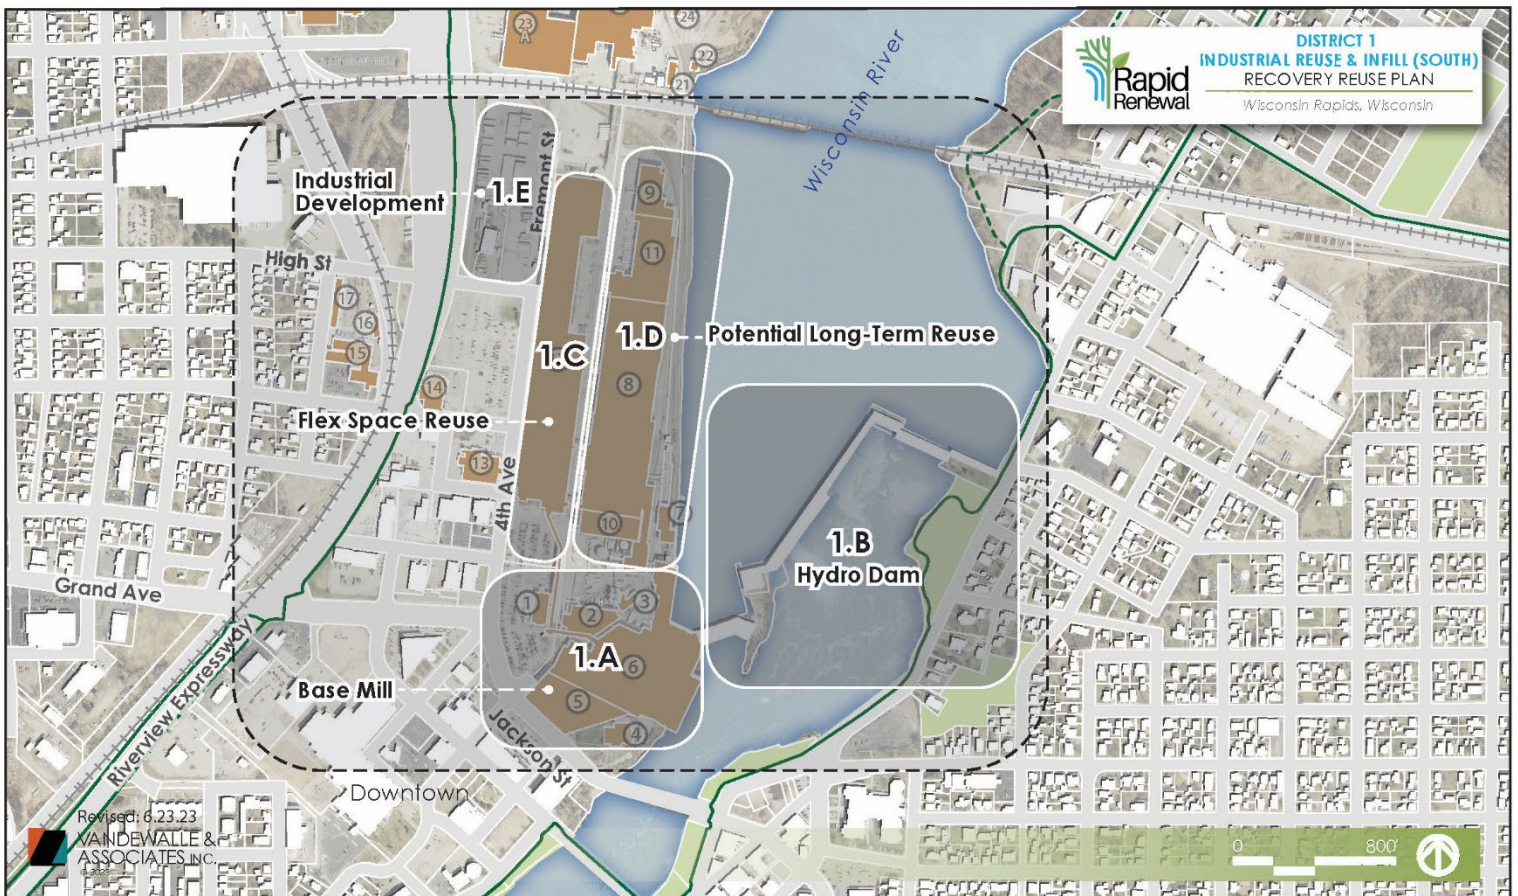 DISTRICT 1
INDUSTRIAL REUSE & INFILL (SOUTH)
RECOVERY REUSE PLAN
Wisconsin Rapids, Wisconsin
Rapid
Renewal
23
A
24
22
21
Wisconsin River
Industrial
Development
1.E
Fremont St
9
11
High St
17
16
15
14
1.C
1.D
Potential Long-Term Reuse
8
Flex Space Reuse
13
4th Ave
10
7
1.B
Hydro Dam
Grand Ave
1
2
3
1.A
6
Base Mill
5
4
Riverview Expressway
Jackson St
Downtown
Revised: 6.23.23
VANDEWALLE &
ASSOCIATES INC.
© 2023
0
800'